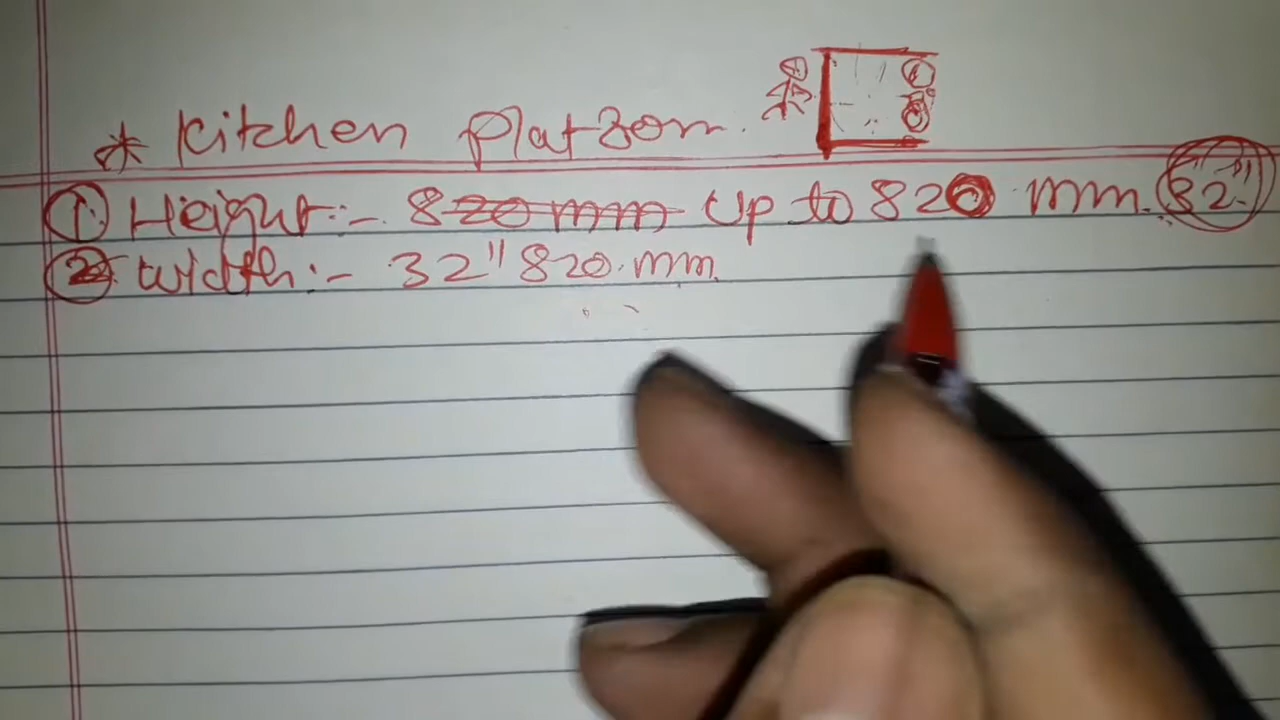 * Kitchen Platform.
① Height:- 820 mm Up to 820 mm. 32"
② Width:- 32" 820.mm